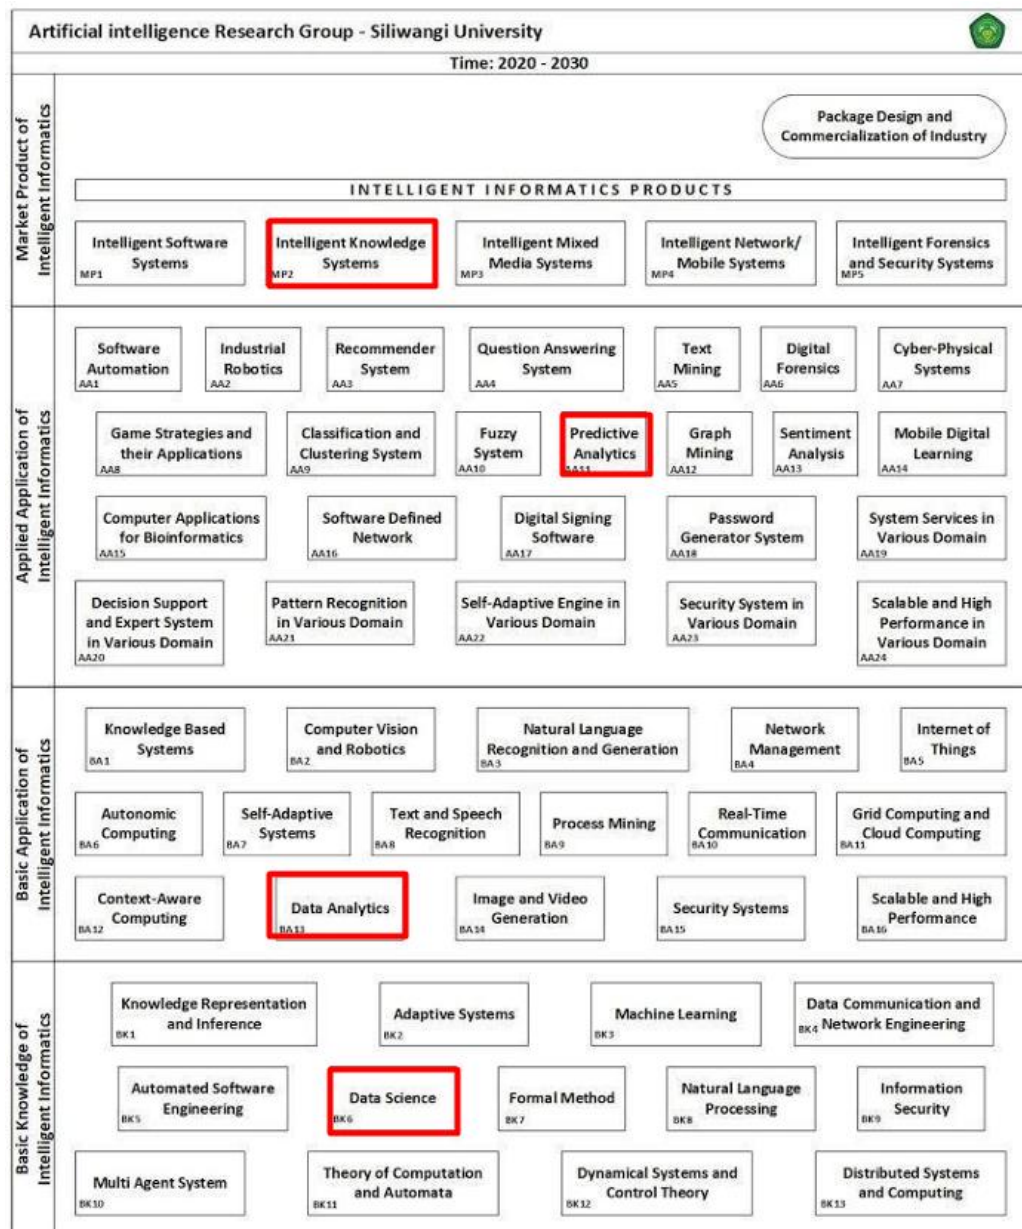 Artificial intelligence Research Group - Siliwangi University
Time: 2020 - 2030
Market Product of
Intelligent Informatics
Package Design and
Commercialization of Industry
INTELLIGENT INFORMATICS PRODUCTS
Intelligent Software
Systems
MP1
Intelligent Knowledge
Systems
MP2
Intelligent Mixed
Media Systems
MP3
Intelligent Network/
Mobile Systems
MP4
Intelligent Forensics
and Security Systems
MP5
Applied Application of
Intelligent Informatics
Software
Automation
AA1
Industrial
Robotics
AA2
Recommender
System
AA3
Question Answering
System
AA4
Text
Mining
AA5
Digital
Forensics
AA6
Cyber-Physical
Systems
AA7
Game Strategies and
their Applications
AA8
Classification and
Clustering System
AA9
Fuzzy
System
AA10
Predictive
Analytics
AA11
Graph
Mining
AA12
Sentiment
Analysis
AA13
Mobile Digital
Learning
AA14
Computer Applications
for Bioinformatics
AA15
Software Defined
Network
AA16
Digital Signing
Software
AA17
Password
Generator System
AA18
System Services in
Various Domain
AA19
Decision Support
and Expert System
in Various Domain
AA20
Pattern Recognition
in Various Domain
AA21
Self-Adaptive Engine in
Various Domain
AA22
Security System in
Various Domain
AA23
Scalable and High
Performance in
Various Domain
AA24
Basic Application of
Intelligent Informatics
Knowledge Based
Systems
BA1
Computer Vision
and Robotics
BA2
Natural Language
Recognition and Generation
BA3
Network
Management
BA4
Internet of
Things
BA5
Autonomic
Computing
BA6
Self-Adaptive
Systems
BA7
Text and Speech
Recognition
BA8
Process Mining
BA9
Real-Time
Communication
BA10
Grid Computing and
Cloud Computing
BA11
Context-Aware
Computing
BA12
Data Analytics
BA13
Image and Video
Generation
BA14
Security Systems
BA15
Scalable and High
Performance
BA16
Basic Knowledge of
Intelligent Informatics
Knowledge Representation
and Inference
BK1
Adaptive Systems
BK2
Machine Learning
BK3
Data Communication and
Network Engineering
BK4
Automated Software
Engineering
BK5
Data Science
BK6
Formal Method
BK7
Natural Language
Processing
BK8
Information
Security
BK9
Multi Agent System
BK10
Theory of Computation
and Automata
BK11
Dynamical Systems and
Control Theory
BK12
Distributed Systems
and Computing
BK13